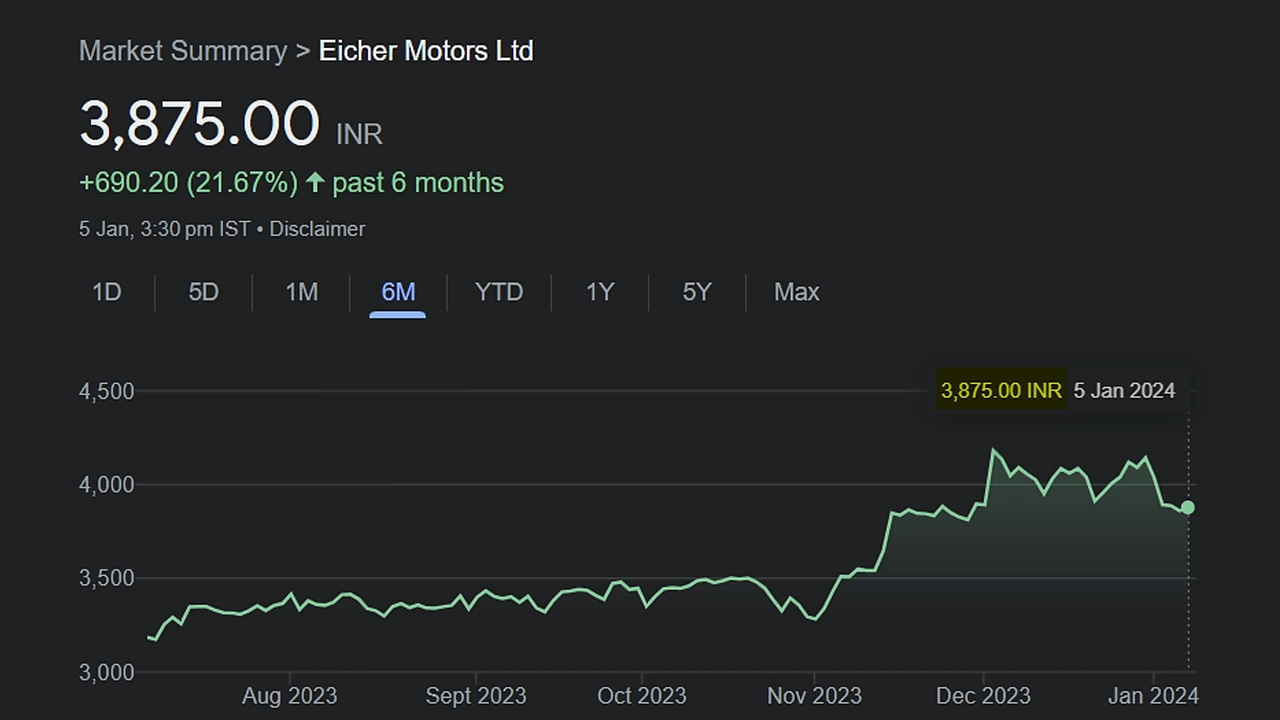 Market Summary > Eicher Motors Ltd
3,875.00 INR
+690.20 (21.67%) ↑ past 6 months
5 Jan, 3:30 pm IST • Disclaimer
1D 5D 1M 6M YTD 1Y 5Y Max
3,875.00 INR 5 Jan 2024
4,500
4,000
3,500
3,000
Aug 2023 Sept 2023 Oct 2023 Nov 2023 Dec 2023 Jan 2024